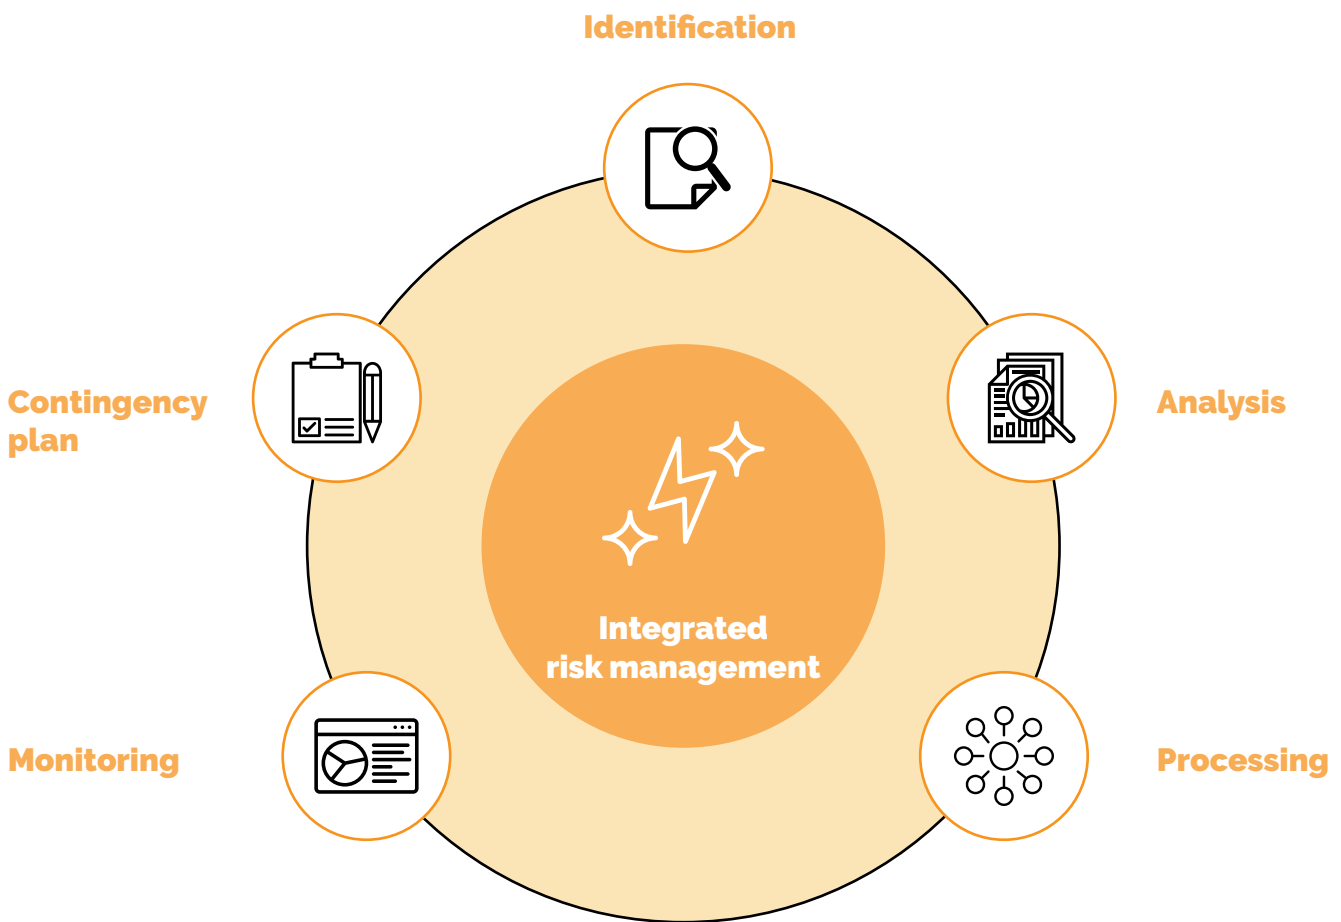 Identification
Contingency
plan
Analysis
Integrated
risk management
Monitoring
Processing